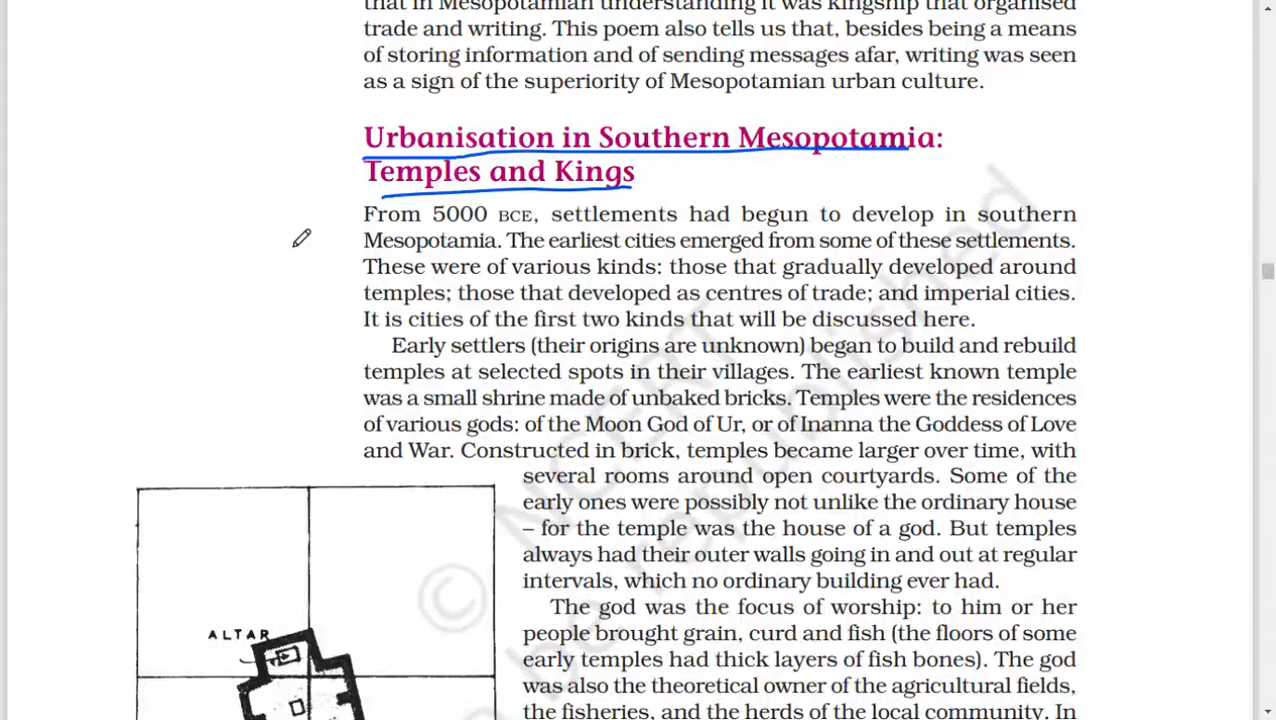 that in Mesopotamian understanding it was kingship that organised
trade and writing. This poem also tells us that, besides being a means
of storing information and of sending messages afar, writing was seen
as a sign of the superiority of Mesopotamian urban culture.
Urbanisation in Southern Mesopotamia:
Temples and Kings
From 5000 BCE, settlements had begun to develop in southern
Mesopotamia. The earliest cities emerged from some of these settlements.
These were of various kinds: those that gradually developed around
temples; those that developed as centres of trade; and imperial cities.
It is cities of the first two kinds that will be discussed here.
Early settlers (their origins are unknown) began to build and rebuild
temples at selected spots in their villages. The earliest known temple
was a small shrine made of unbaked bricks. Temples were the residences
of various gods: of the Moon God of Ur, or of Inanna the Goddess of Love
and War. Constructed in brick, temples became larger over time, with
several rooms around open courtyards. Some of the
early ones were possibly not unlike the ordinary house
– for the temple was the house of a god. But temples
always had their outer walls going in and out at regular
intervals, which no ordinary building ever had.
The god was the focus of worship: to him or her
people brought grain, curd and fish (the floors of some
early temples had thick layers of fish bones). The god
was also the theoretical owner of the agricultural fields,
the fisheries, and the herds of the local community. In
ALTAR
© NCERT
be republished